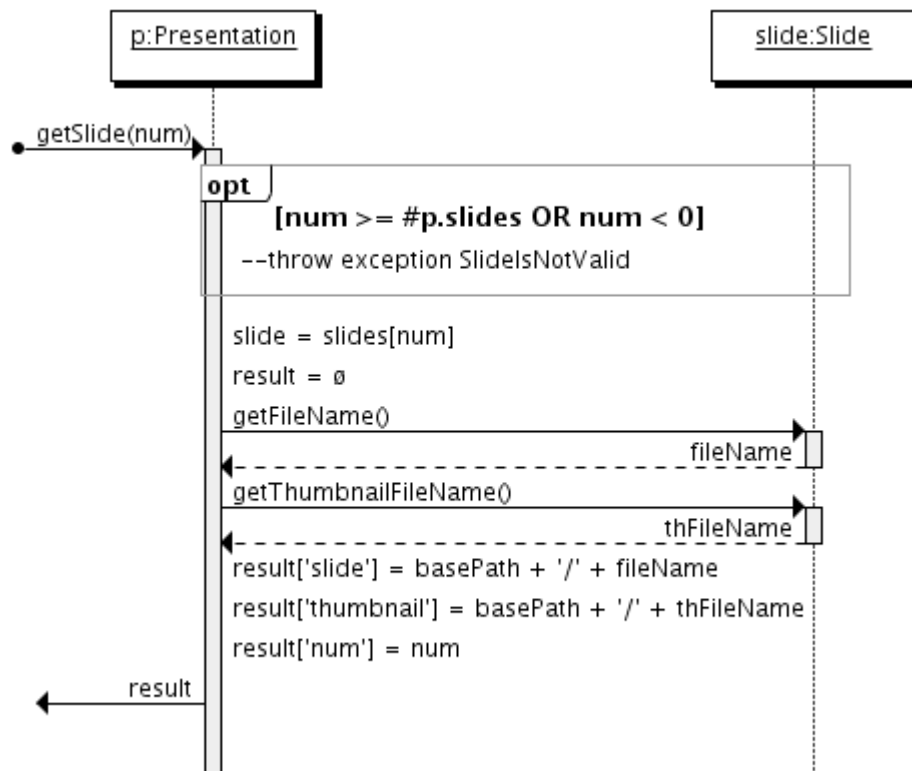 p:Presentation
slide:Slide
getSlide(num)
opt
[num >= #p.slides OR num < 0]
--throw exception SlideIsNotValid
slide = slides[num]
result = ø
getFileName()
fileName
getThumbnailFileName()
thFileName
result['slide'] = basePath + '/' + fileName
result['thumbnail'] = basePath + '/' + thFileName
result['num'] = num
result